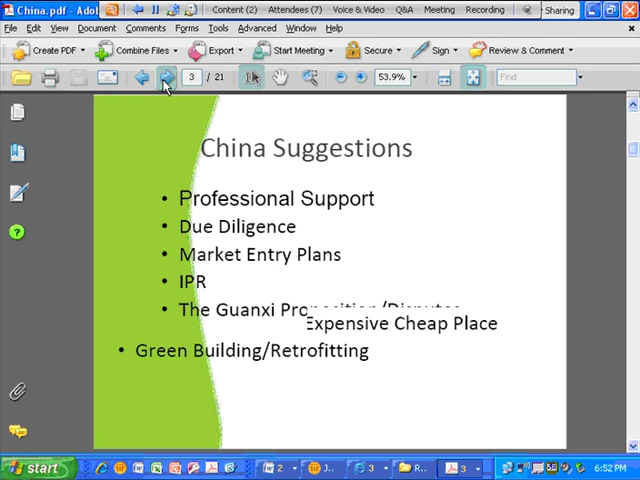 China.pdf - Adob
Content (2) Attendees (7) Voice & Video Q&A Meeting Recording Sharing
File Edit View Document Comments Forms Tools Advanced Window Help
Create PDF Combine Files Export Start Meeting Secure Sign Review & Comment
3 / 21 53.9% Find
China Suggestions
• Professional Support
• Due Diligence
• Market Entry Plans
• IPR
• The Guanxi Proposition/Disputes
Expensive Cheap Place
• Green Building/Retrofitting
start 2 J... 3 R... 3 6:52 PM